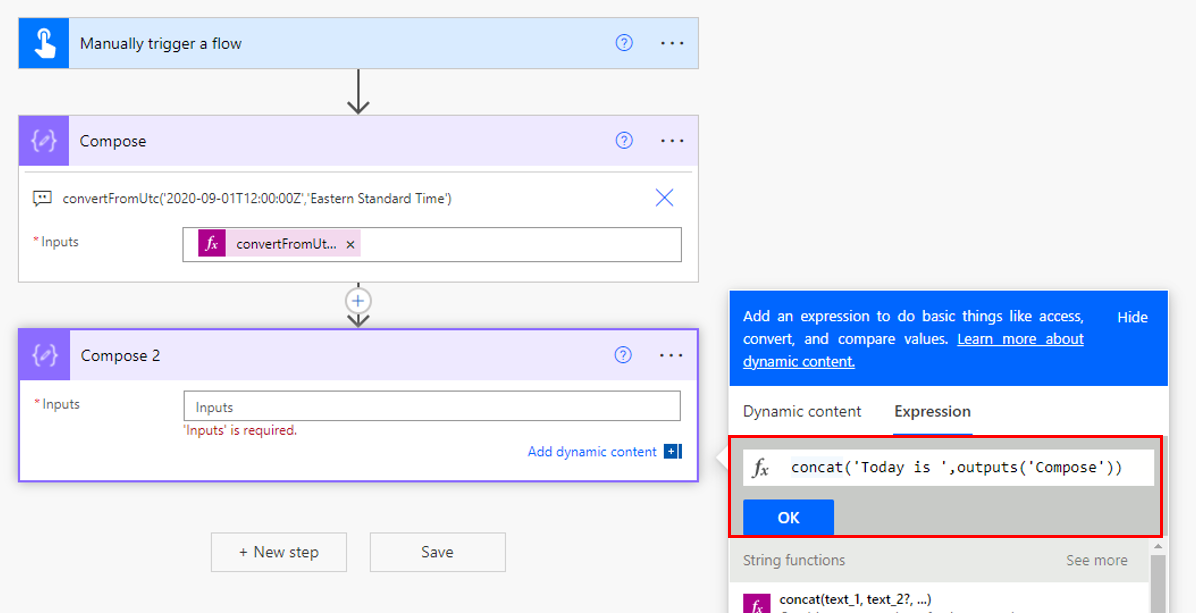 Manually trigger a flow
Compose
convertFromUtc('2020-09-01T12:00:00Z','Eastern Standard Time')
* Inputs
fx convertFromUt... ×
Compose 2
* Inputs
Inputs
'Inputs' is required.
Add dynamic content
+ New step
Save
Add an expression to do basic things like access,
convert, and compare values. Learn more about
dynamic content.
Hide
Dynamic content
Expression
fx concat('Today is ',outputs('Compose'))
OK
String functions
See more
fx concat(text_1, text_2?, ...)